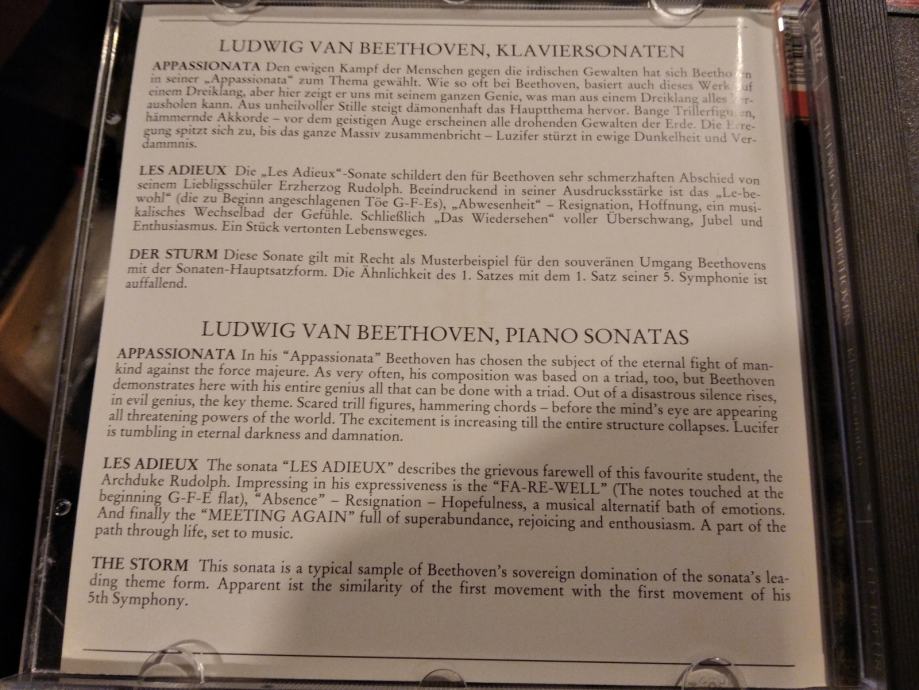 LUDWIG VAN BEETHOVEN, KLAVIERSONATEN
APPASSIONATA Den ewigen Kampf der Menschen gegen die irdischen Gewalten hat sich Beethoven
in seiner „Appassionata“ zum Thema gewählt. Wie so oft bei Beethoven, basiert auch dieses Werk auf
einem Dreiklang, aber hier zeigt er uns mit seinem ganzen Genie, was man aus einem Dreiklang alles her-
ausholen kann. Aus unheilvoller Stille steigt dämonenhaft das Hauptthema hervor. Bange Trillerfiguren,
hämmernde Akkorde – vor dem geistigen Auge erscheinen alle drohenden Gewalten der Erde. Die Erre-
gung spitzt sich zu, bis das ganze Massiv zusammenbricht – Luzifer stürzt in ewige Dunkelheit und Ver-
dammnis.
LES ADIEUX Die „Les Adieux“-Sonate schildert den für Beethoven sehr schmerzhaften Abschied von
seinem Liebligsschüler Erzherzog Rudolph. Beeindruckend in seiner Ausdrucksstärke ist das „Le-be-
wohl“ (die zu Beginn angeschlagenen Töe G-F-Es), „Abwesenheit“ – Resignation, Hoffnung, ein musi-
kalisches Wechselbad der Gefühle. Schließlich „Das Wiedersehen“ voller Überschwang, Jubel und
Enthusiasmus. Ein Stück vertonten Lebensweges.
DER STURM Diese Sonate gilt mit Recht als Musterbeispiel für den souveränen Umgang Beethovens
mit der Sonaten-Hauptsatzform. Die Ähnlichkeit des 1. Satzes mit dem 1. Satz seiner 5. Symphonie ist
auffallend.
LUDWIG VAN BEETHOVEN, PIANO SONATAS
APPASSIONATA In his “Appassionata” Beethoven has chosen the subject of the eternal fight of man-
kind against the force majeure. As very often, his composition was based on a triad, too, but Beethoven
demonstrates here with his entire genius all that can be done with a triad. Out of a disastrous silence rises,
in evil genius, the key theme. Scared trill figures, hammering chords – before the mind’s eye are appearing
all threatening powers of the world. The excitement is increasing till the entire structure collapses. Lucifer
is tumbling in eternal darkness and damnation.
LES ADIEUX The sonata “LES ADIEUX” describes the grievous farewell of this favourite student, the
Archduke Rudolph. Impressing in his expressiveness is the “FA-RE-WELL” (The notes touched at the
beginning G-F-E flat), “Absence” – Resignation – Hopefulness, a musical alternatif bath of emotions.
And finally the “MEETING AGAIN” full of superabundance, rejoicing and enthousiasm. A part of the
path through life, set to music.
THE STORM This sonata is a typical sample of Beethoven’s sovereign domination of the sonata’s lea-
ding theme form. Apparent ist the similarity of the first movement with the first movement of his
5th Symphony.